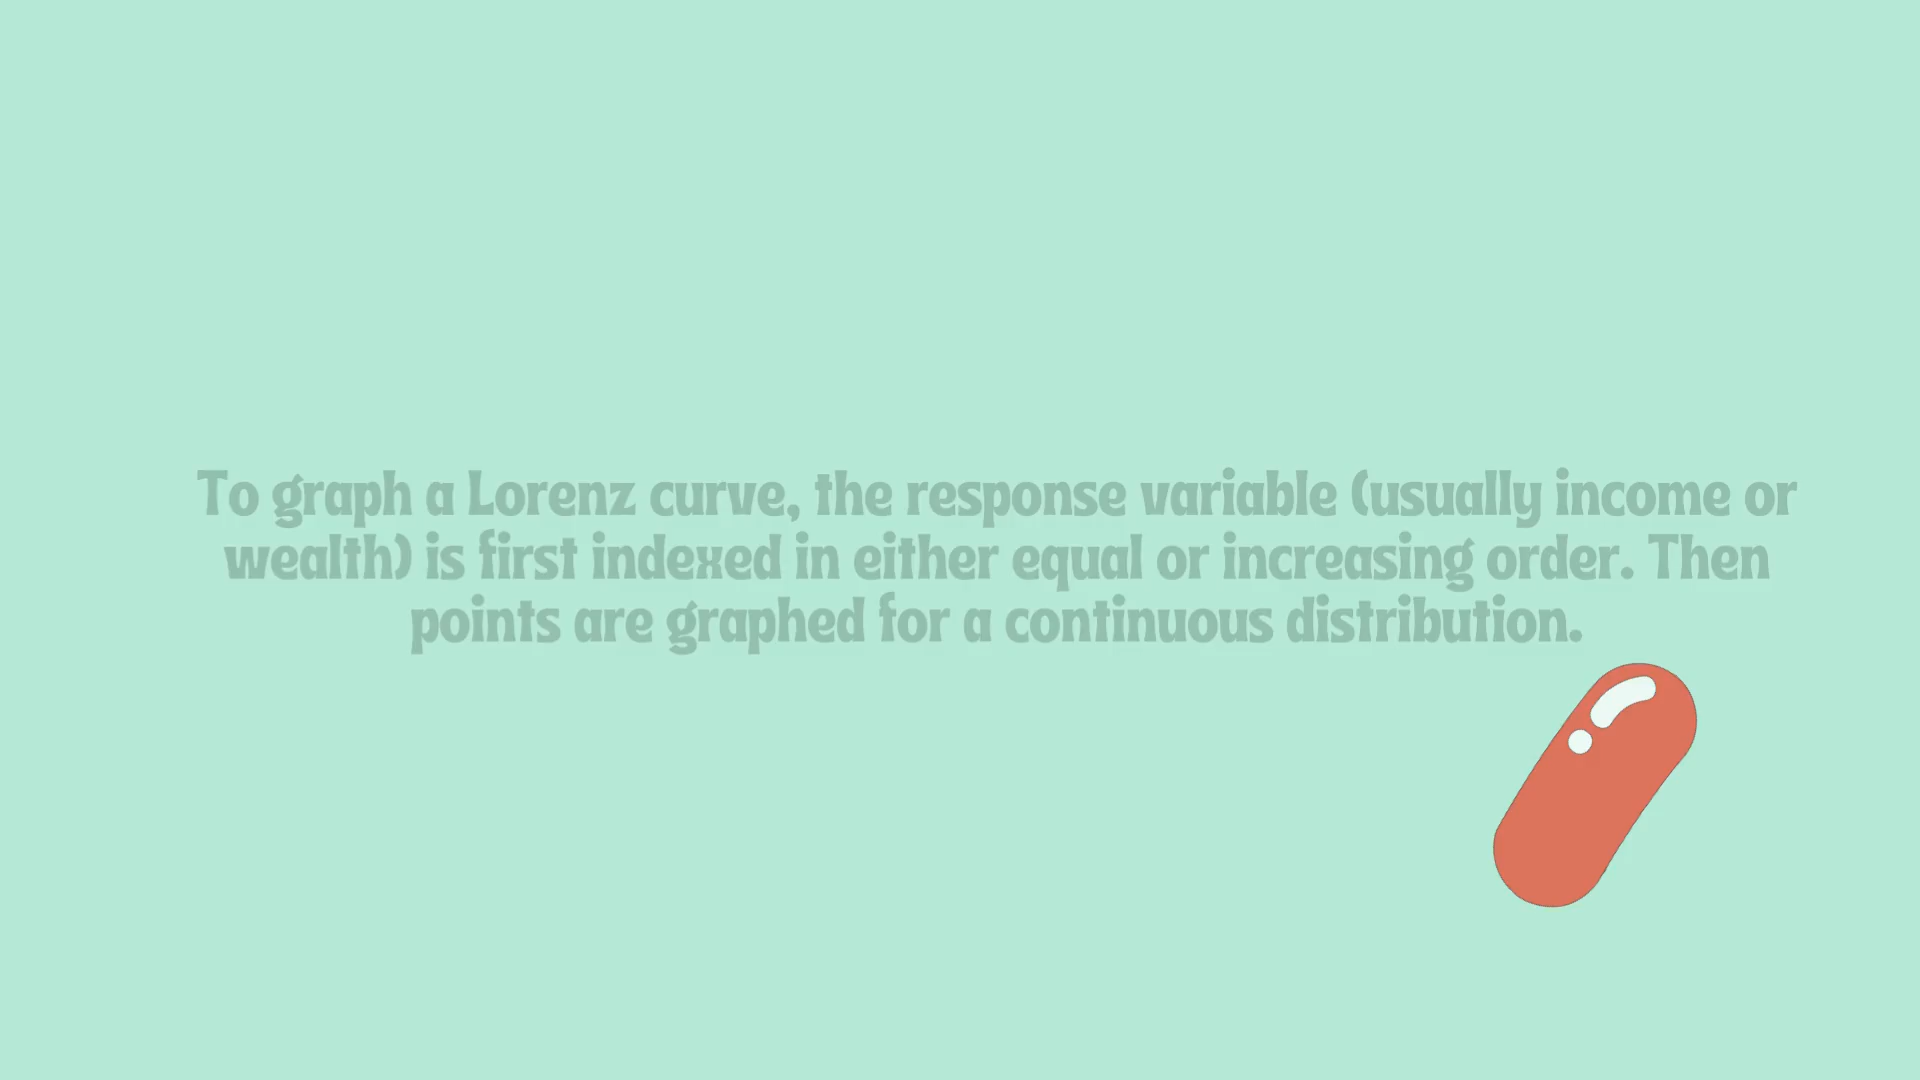 To graph a Lorenz curve, the response variable (usually income or
wealth) is first indexed in either equal or increasing order. Then
points are graphed for a continuous distribution.